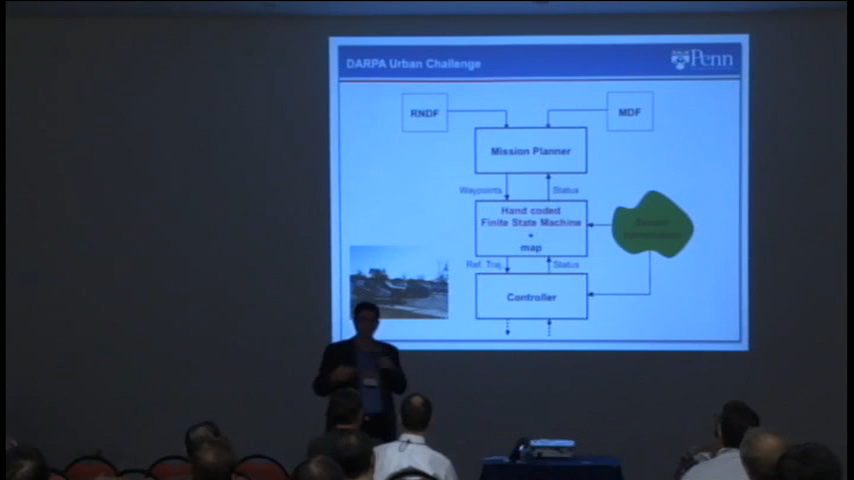 DARPA Urban Challenge
Penn
RNDF
MDF
Mission Planner
Waypoints
Status
Hand coded
Finite State Machine
+
map
Ref. Traj.
Status
Controller